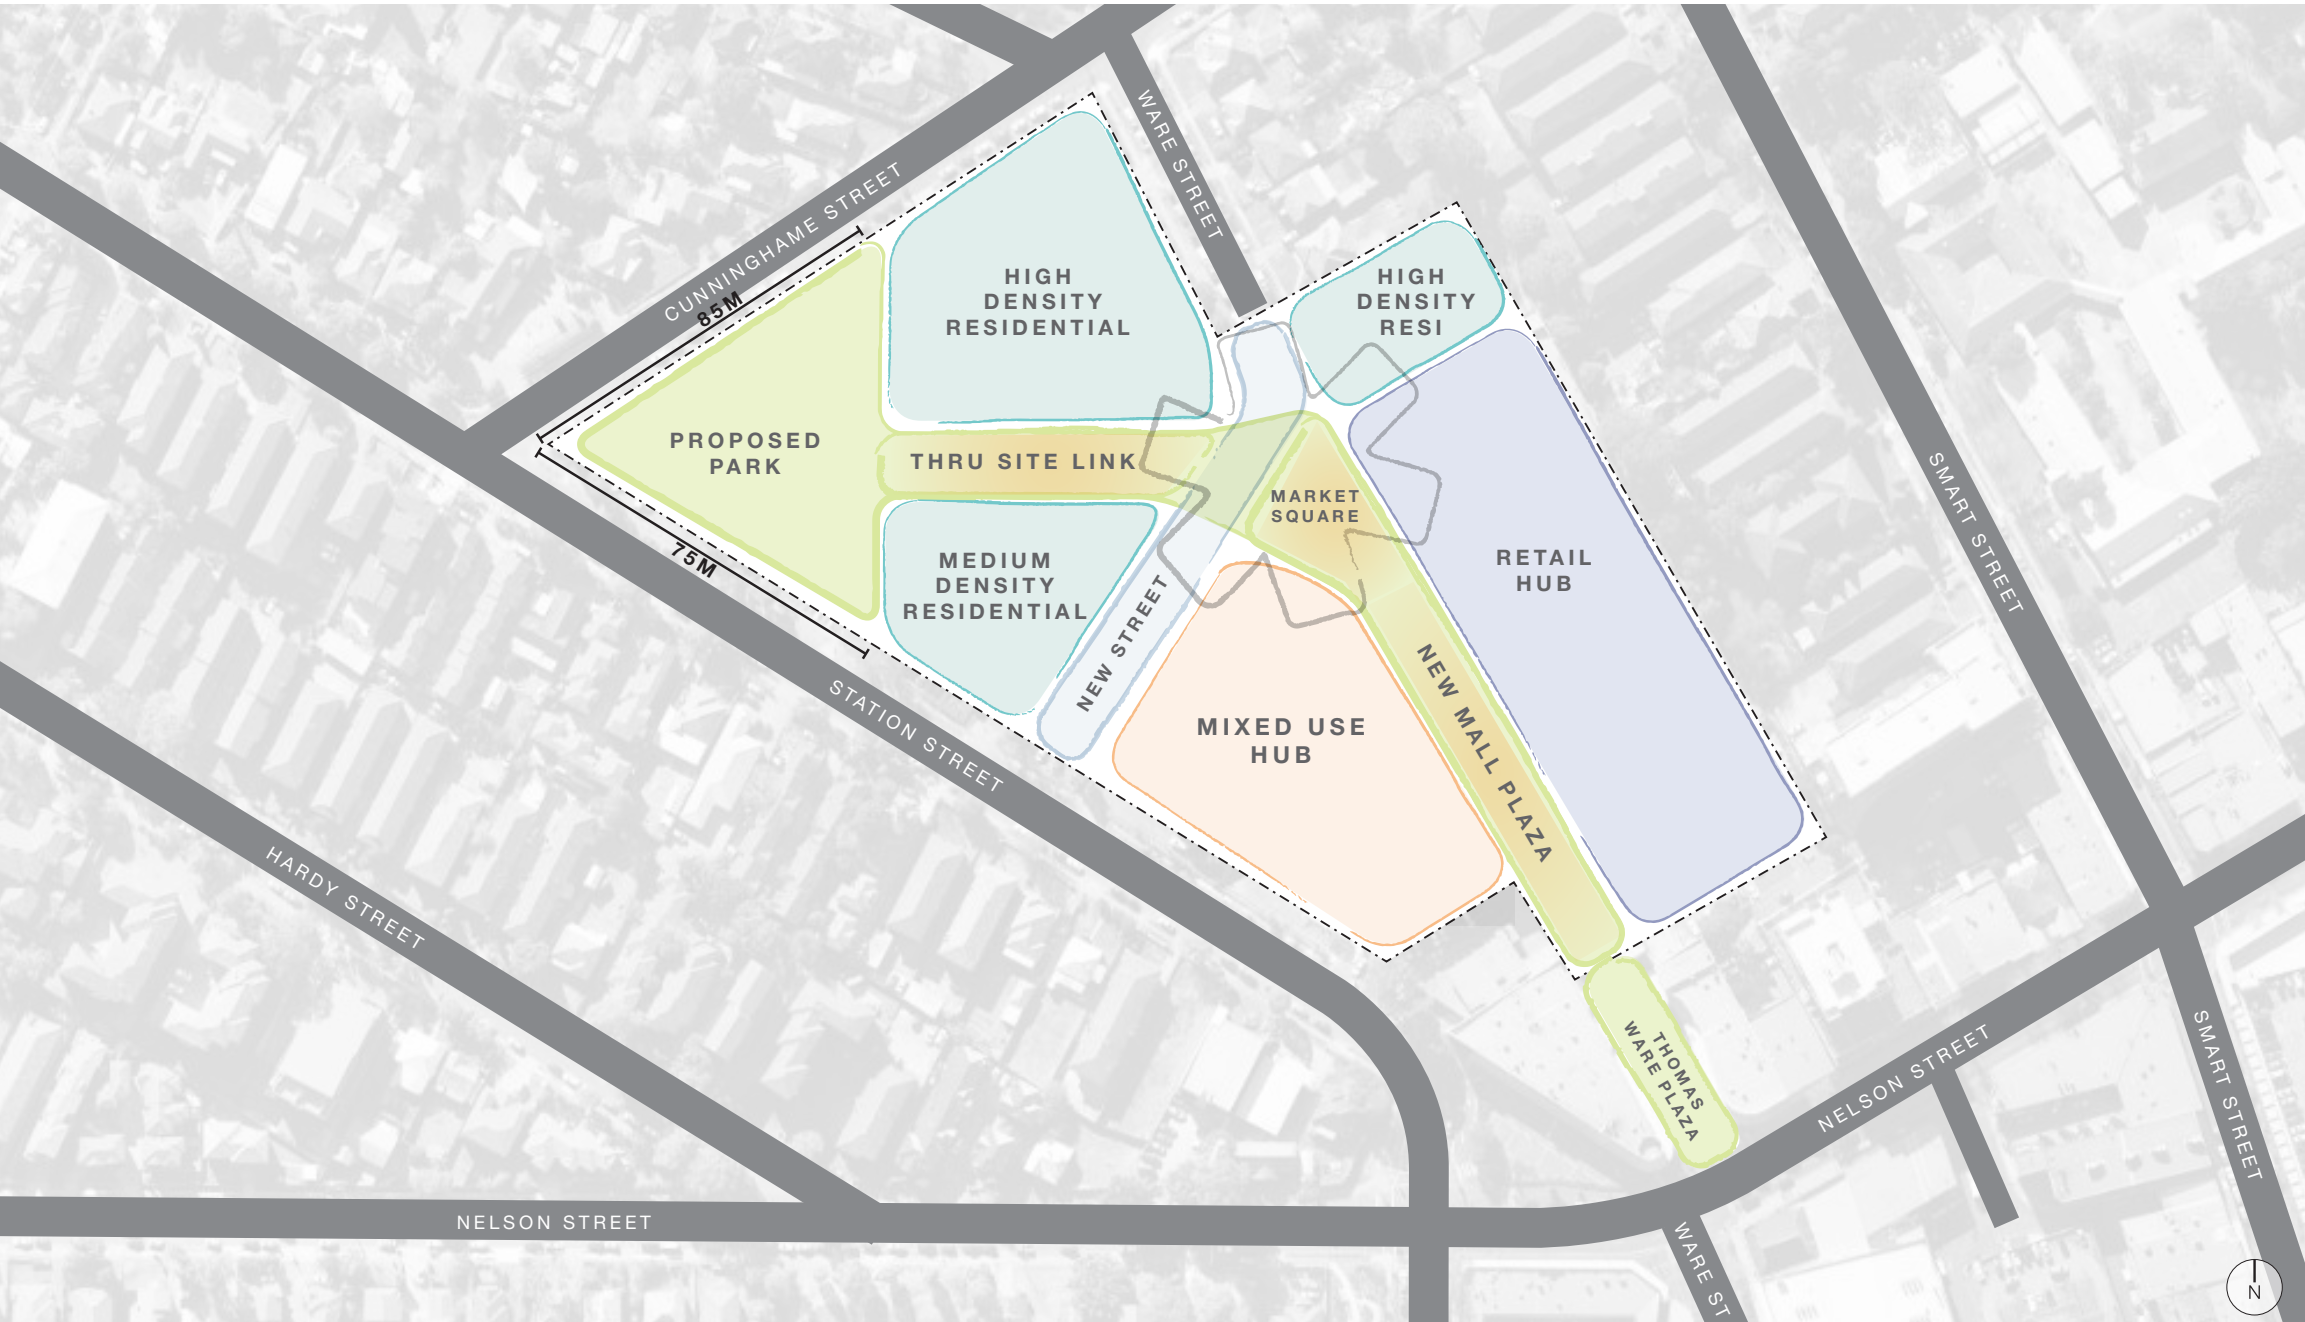 WARE STREET
CUNNINGHAME STREET
85M
HIGH
DENSITY
RESIDENTIAL
HIGH
DENSITY
RESI
PROPOSED
PARK
THRU SITE LINK
MARKET
SQUARE
SMART STREET
RETAIL
HUB
75M
MEDIUM
DENSITY
RESIDENTIAL
NEW STREET
STATION STREET
MIXED USE
HUB
NEW MALL PLAZA
HARDY STREET
THOMAS
WARE PLAZA
NELSON STREET
SMART STREET
NELSON STREET
WARE ST
N